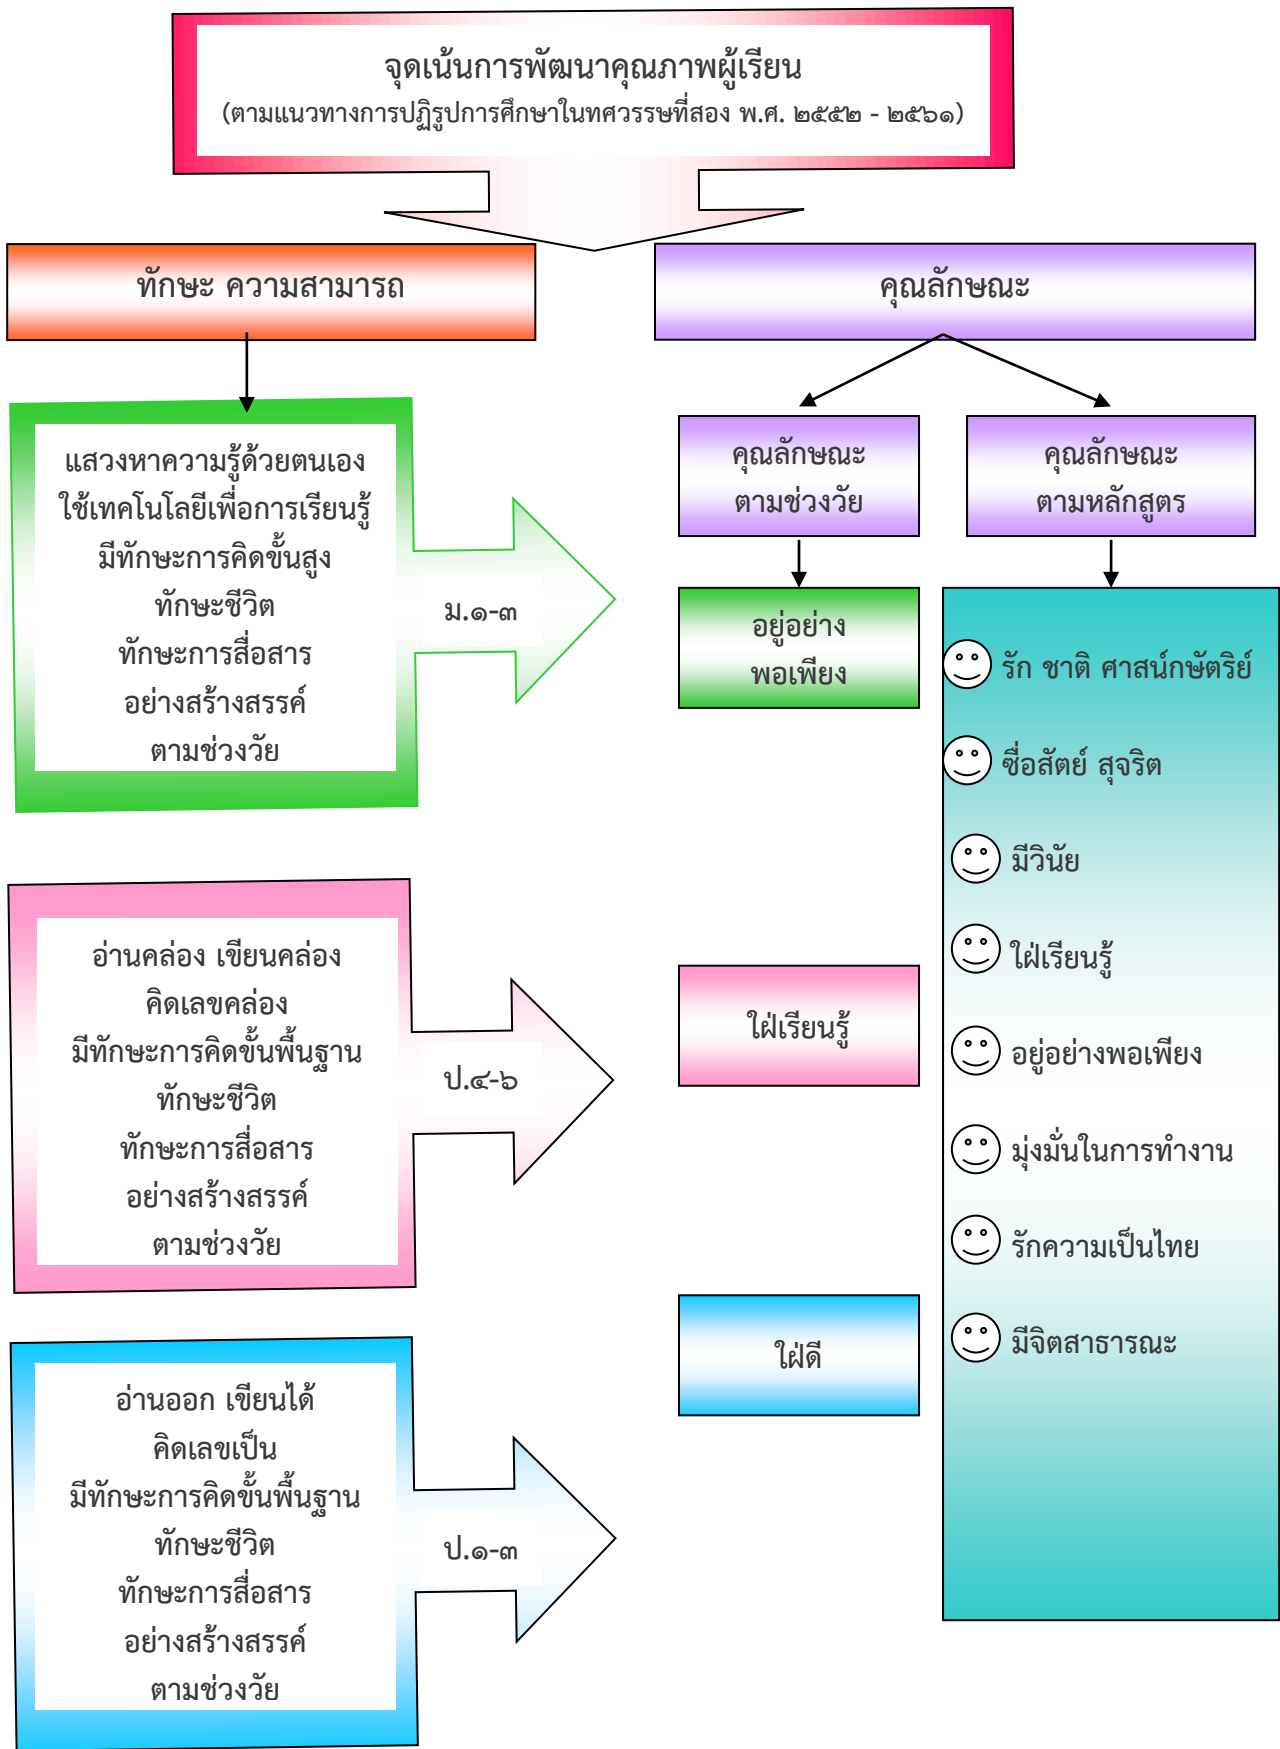 จุดเน้นการพัฒนาคุณภาพผู้เรียน
(ตามแนวทางการปฏิรูปการศึกษาในทศวรรษที่สอง พ.ศ. ๒๕๕๒ - ๒๕๖๑)
ทักษะ ความสามารถ
แสวงหาความรู้ด้วยตนเอง
ใช้เทคโนโลยีเพื่อการเรียนรู้
มีทักษะการคิดขั้นสูง
ทักษะชีวิต
ทักษะการสื่อสาร
อย่างสร้างสรรค์
ตามช่วงวัย
ม.๑-๓
อ่านคล่อง เขียนคล่อง
คิดเลขคล่อง
มีทักษะการคิดขั้นพื้นฐาน
ทักษะชีวิต
ทักษะการสื่อสาร
อย่างสร้างสรรค์
ตามช่วงวัย
ป.๔-๖
อ่านออก เขียนได้
คิดเลขเป็น
มีทักษะการคิดขั้นพื้นฐาน
ทักษะชีวิต
ทักษะการสื่อสาร
อย่างสร้างสรรค์
ตามช่วงวัย
ป.๑-๓
คุณลักษณะ
คุณลักษณะ
ตามช่วงวัย
อยู่อย่าง
พอเพียง
ใฝ่เรียนรู้
ใฝ่ดี
คุณลักษณะ
ตามหลักสูตร
รัก ชาติ ศาสน์กษัตริย์
ซื่อสัตย์ สุจริต
มีวินัย
ใฝ่เรียนรู้
อยู่อย่างพอเพียง
มุ่งมั่นในการทำงาน
รักความเป็นไทย
มีจิตสาธารณะ